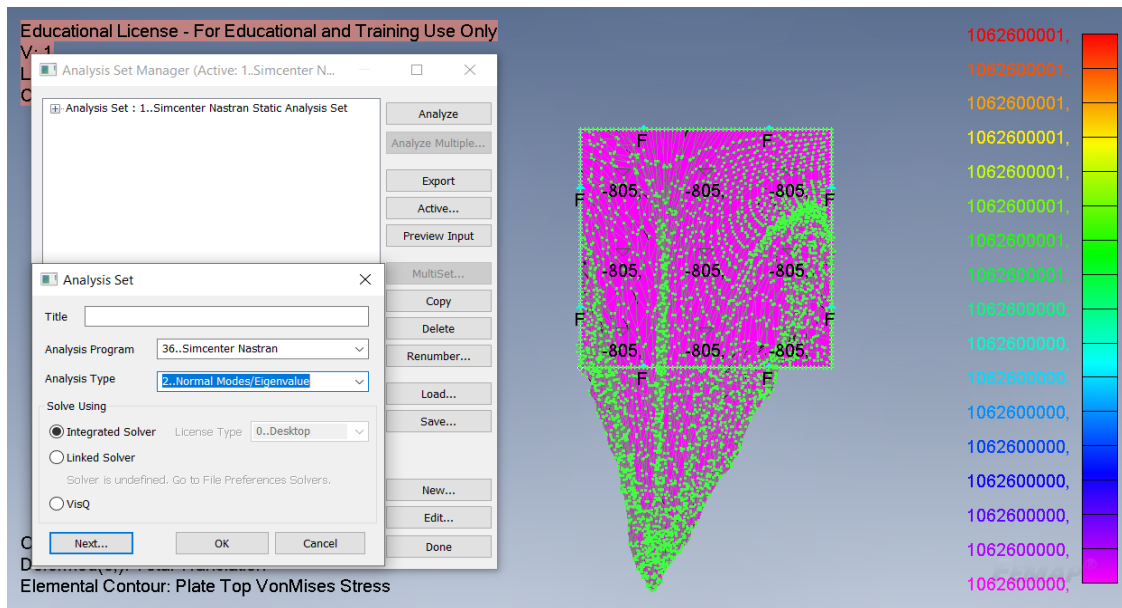 Educational License - For Educational and Training Use Only
V: 1
L
C
Analysis Set Manager (Active: 1..Simcenter N...
Analysis Set : 1..Simcenter Nastran Static Analysis Set
Analyze
Analyze Multiple...
Export
Active...
Preview Input
MultiSet...
Copy
Delete
Renumber...
Load...
Save...
New...
Edit...
Done
Analysis Set
Title
Analysis Program
36..Simcenter Nastran
Analysis Type
2..Normal Modes/Eigenvalue
Solve Using
Integrated Solver
License Type
0..Desktop
Linked Solver
Solver is undefined. Go to File Preferences Solvers.
VisQ
Next...
OK
Cancel
Elemental Contour: Plate Top VonMises Stress
F F
F -805, -805, -805, F
-805, -805, -805,
F F
-805, -805, -805,
F F
1062600001,
1062600001,
1062600001,
1062600001,
1062600001,
1062600001,
1062600001,
1062600001,
1062600000,
1062600000,
1062600000,
1062600000,
1062600000,
1062600000,
1062600000,
1062600000,
1062600000,